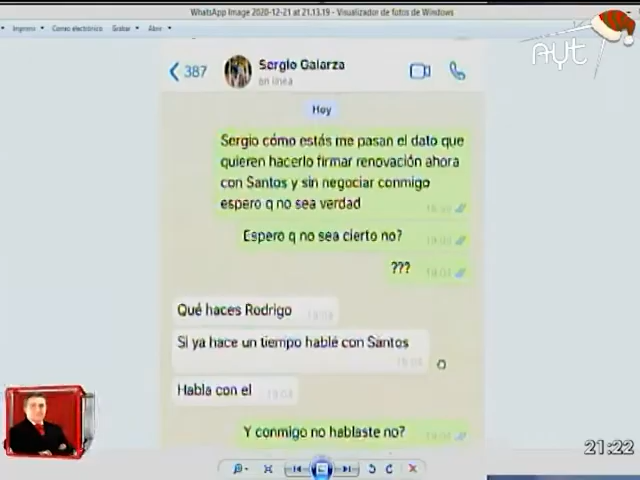 WhatsApp Image 2020-12-21 at 21.13.19 - Visualizador de fotos de Windows
Imprimir Correo electrónico Grabar Abrir
AyT
387
Sergio Galarza
en línea
Hoy
Sergio cómo estás me pasan el dato que
quieren hacerlo firmar renovación ahora
con Santos y sin negociar conmigo
espero q no sea verdad
Espero q no sea cierto no?
???
Qué haces Rodrigo
Si ya hace un tiempo hablé con Santos
Habla con el
Y conmigo no hablaste no?
21:22